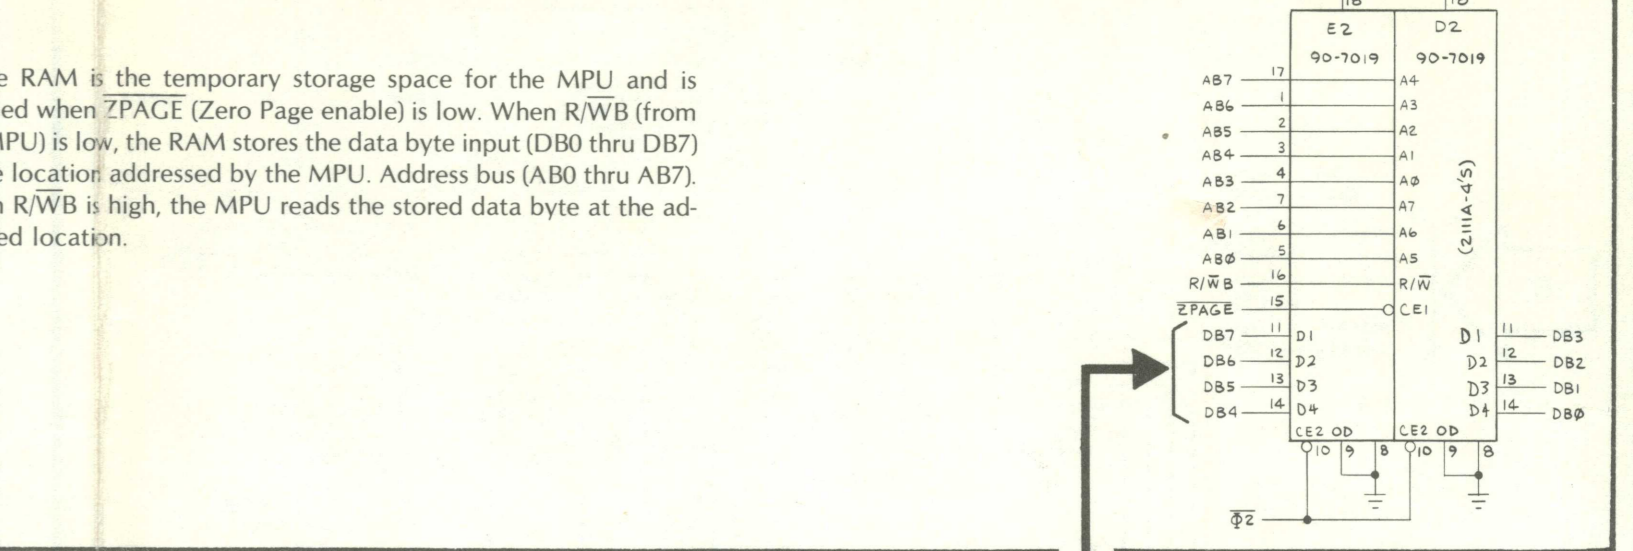 RAM is the temporary storage space for the MPU and is
when ZPAGE (Zero Page enable) is low. When R/WB (from
is low, the RAM stores the data byte input (DB0 thru DB7)
location addressed by the MPU. Address bus (AB0 thru AB7).
R/WB is high, the MPU reads the stored data byte at the ad-
location.
E2 D2
90-7019 90-7019
AB7 17 A4
AB6 1 A3
AB5 2 A2
AB4 3 A1
AB3 4 AØ
AB2 7 A7
AB1 6 A6
ABØ 5 A5
R/W̅B 16 R/W̅
ZPAGE 15 CE1
(2111A-4'S)
DB7 11 D1 D1 11 DB3
DB6 12 D2 D2 12 DB2
DB5 13 D3 D3 13 DB1
DB4 14 D4 D4 14 DBØ
CE2 OD CE2 OD
10 9 8 10 9 8
Φ2